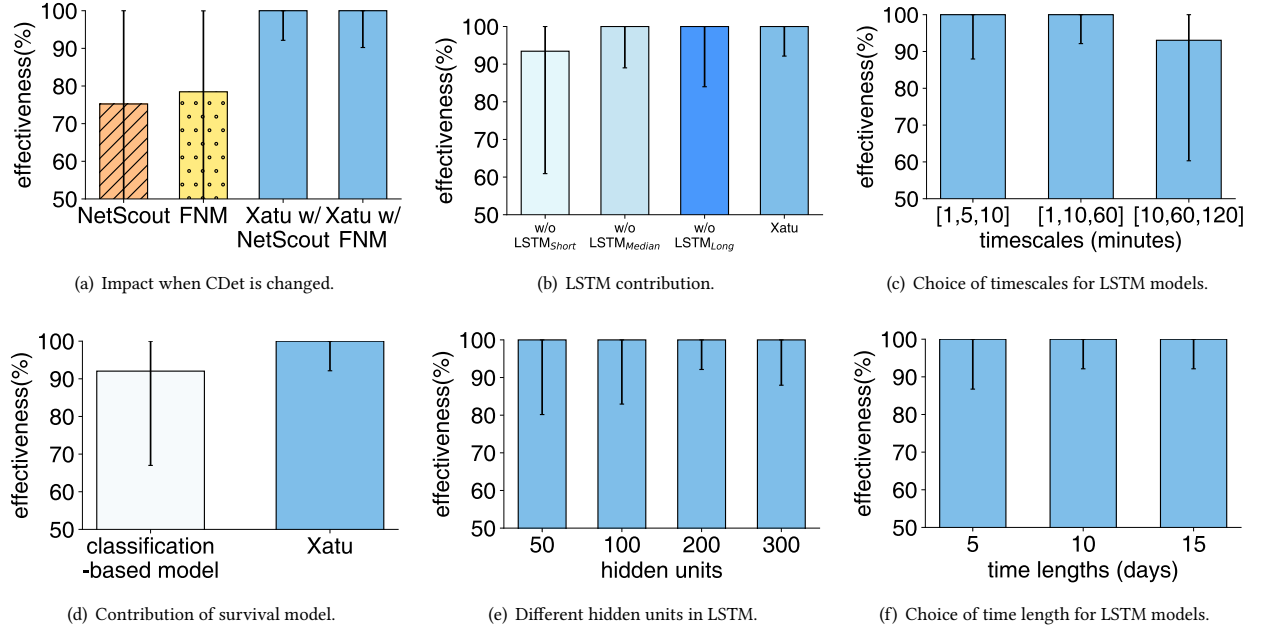 effectiveness(%)
100
90
80
70
60
50
NetScout
FNM
Xatu w/
NetScout
Xatu w/
FNM
(a) Impact when CDet is changed.
effectiveness(%)
100
90
80
70
60
50
w/o
LSTM_Short
w/o
LSTM_Median
w/o
LSTM_Long
Xatu
(b) LSTM contribution.
effectiveness(%)
100
90
80
70
60
50
[1,5,10]
[1,10,60]
[10,60,120]
timescales (minutes)
(c) Choice of timescales for LSTM models.
effectiveness(%)
100
90
80
70
60
50
classification
-based model
Xatu
(d) Contribution of survival model.
effectiveness(%)
100
90
80
70
60
50
50
100
200
300
hidden units
(e) Different hidden units in LSTM.
effectiveness(%)
100
90
80
70
60
50
5
10
15
time lengths (days)
(f) Choice of time length for LSTM models.